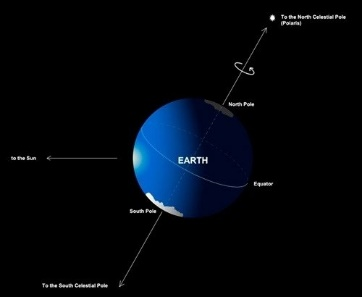 To the North Celestial Pole
(Polaris)
North Pole
to the Sun
EARTH
Equator
South Pole
To the South Celestial Pole